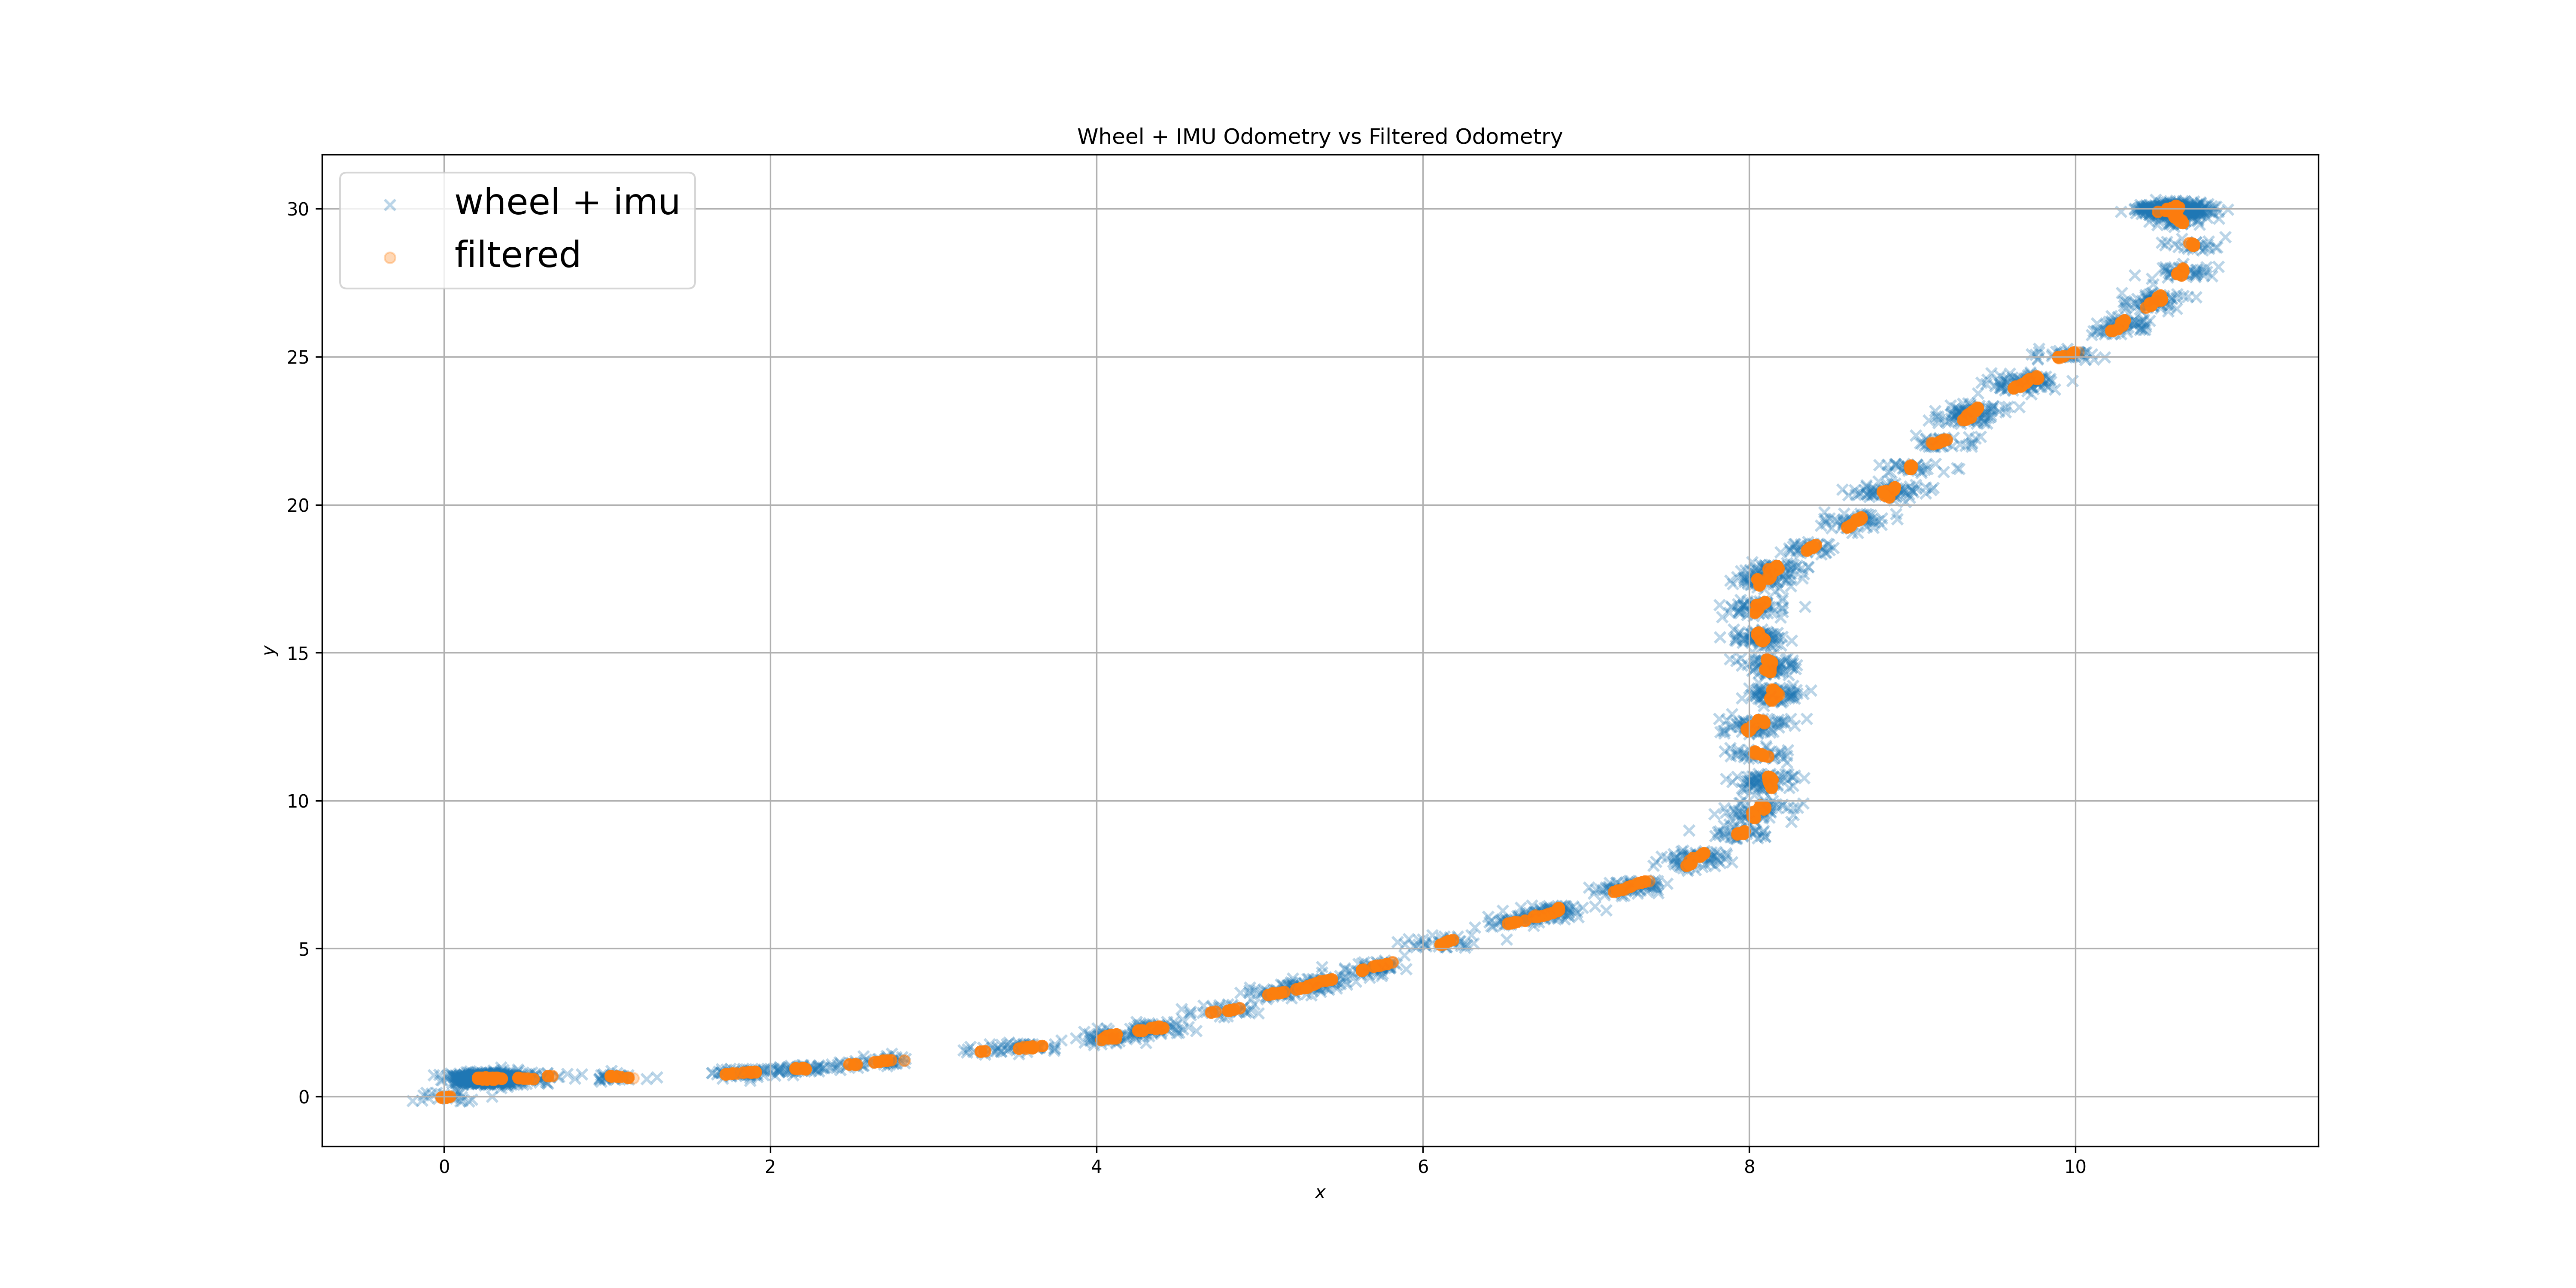 Wheel + IMU Odometry vs Filtered Odometry
wheel + imu
filtered
30
25
20
15
10
5
0
y
0 2 4 6 8 10
x